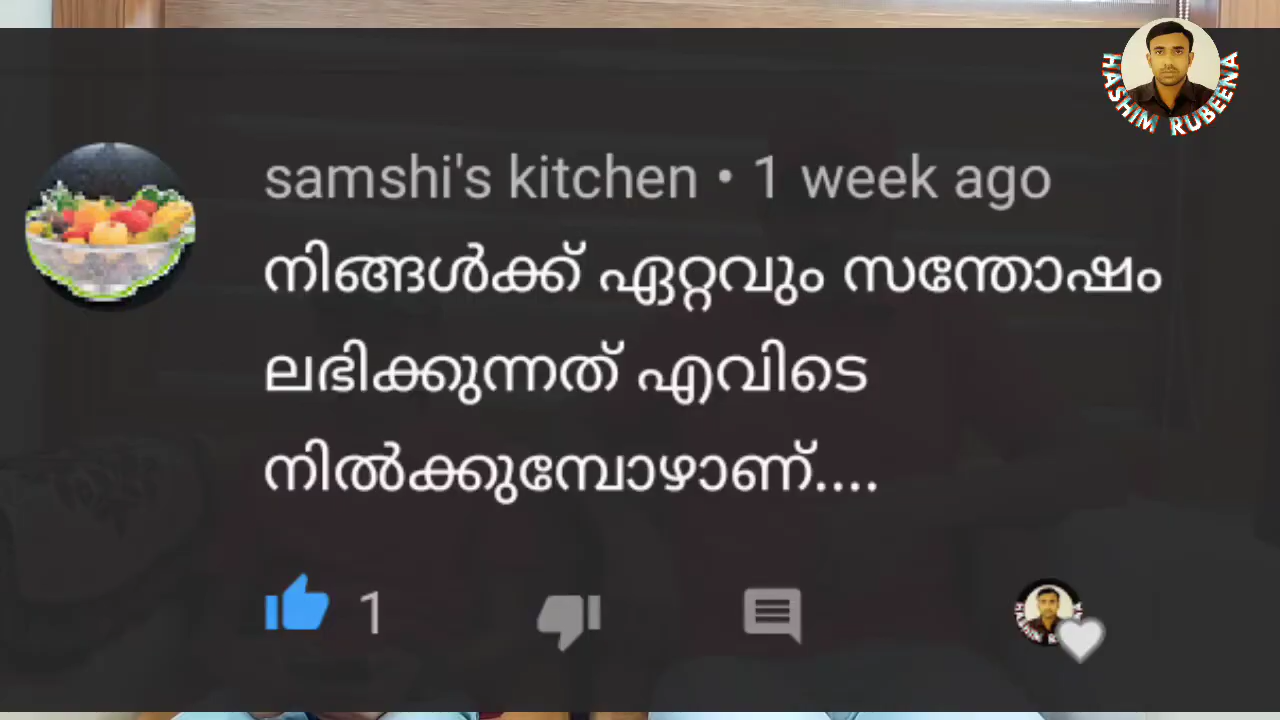 HASHIM RUBEENA
samshi's kitchen • 1 week ago
നിങ്ങൾക്ക് ഏറ്റവും സന്തോഷം
ലഭിക്കുന്നത് എവിടെ
നിൽക്കുമ്പോഴാണ്....
1